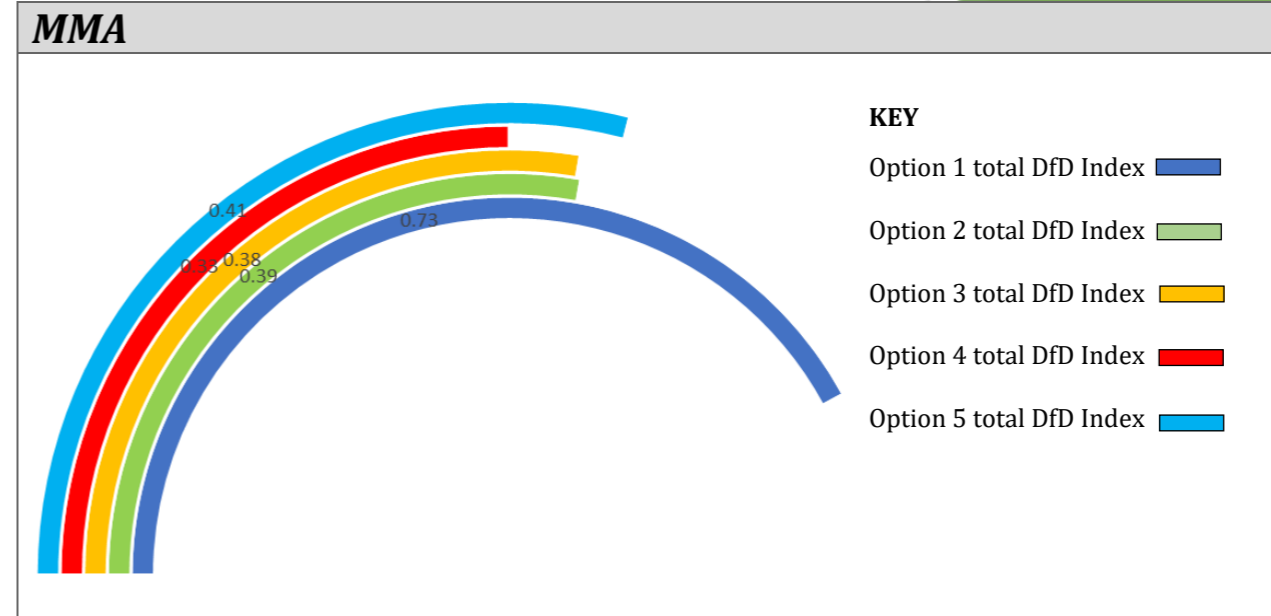 MMA
KEY
Option 1 total DfD Index
Option 2 total DfD Index
Option 3 total DfD Index
Option 4 total DfD Index
Option 5 total DfD Index
0.41
0.73
0.33
0.38
0.39